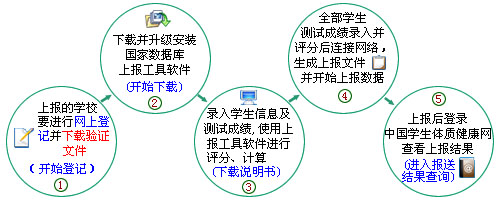 上报的学校
要进行网上登
记并下载验证
文件
(开始登记)
①
下载并升级安装
国家数据库
上报工具软件
(开始下载)
②
录入学生信息及
测试成绩,使用上
报工具软件进行
评分、计算
(下载说明书)
③
全部学生
测试成绩录入并
评分后连接网络,
生成上报文件
并开始上报数据
④
⑤
上报后登录
中国学生体质健康网
查看上报结果
(进入报送
结果查询)